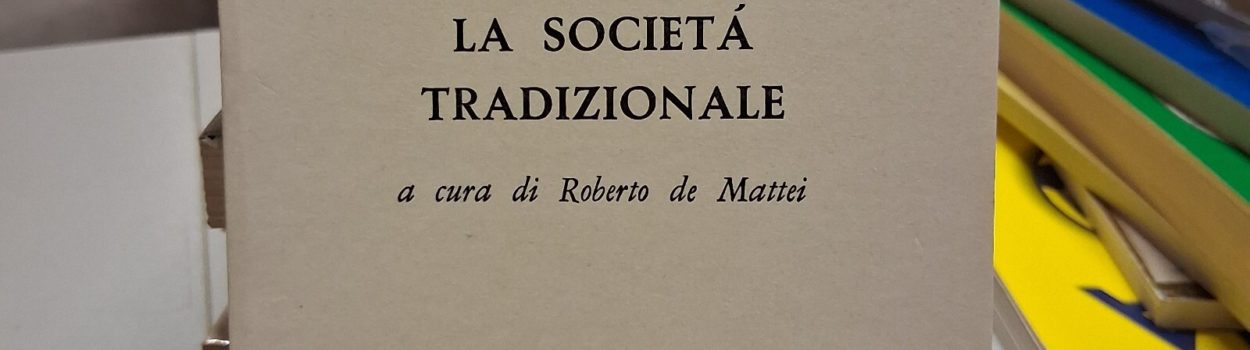 LA SOCIETÁ
TRADIZIONALE
a cura di Roberto de Mattei